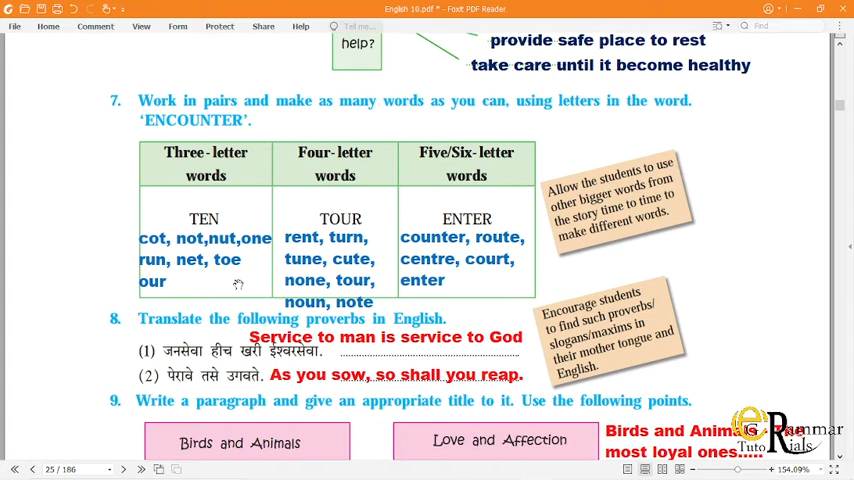 English 10.pdf * - Foxit PDF Reader
File Home Comment View Form Protect Share Help Tell me... Find
help?
provide safe place to rest
take care until it become healthy
7. Work in pairs and make as many words as you can, using letters in the word.
'ENCOUNTER'.
Three-letter words
Four-letter words
Five/Six-letter words
TEN
cot, not,nut,one
run, net, toe
our
TOUR
rent, turn,
tune, cute,
none, tour,
noun, note
ENTER
counter, route,
centre, court,
enter
Allow the students to use
other bigger words from
the story time to time to
make different words.
8. Translate the following proverbs in English.
Service to man is service to God
(1) जनसेवा हीच खरी ईश्वरसेवा.
(2) पेरावे तसे उगवते. As you sow, so shall you reap.
Encourage students
to find such proverbs/
slogans/maxims in
their mother tongue and
English.
9. Write a paragraph and give an appropriate title to it. Use the following points.
Birds and Animals
Love and Affection
Birds and Animals - The
most loyal ones.....
eGrammar
TutoRials
25 / 186
154.09%